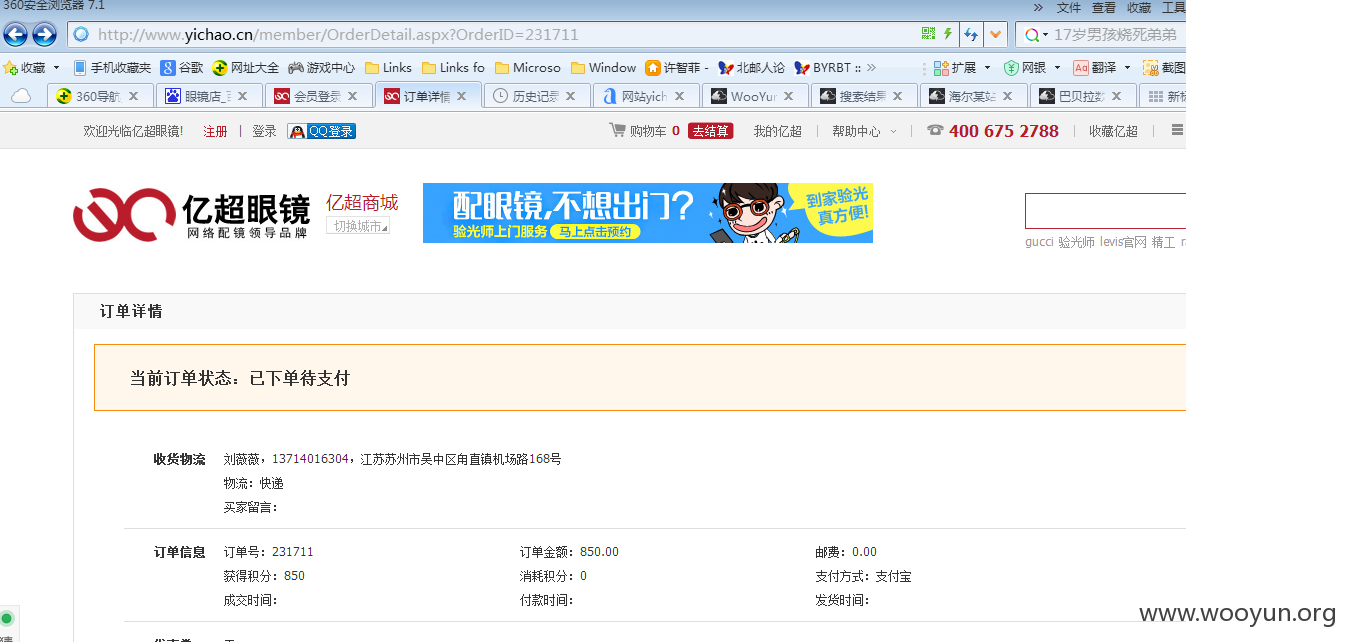 360安全浏览器 7.1
» 文件 查看 收藏 工具
http://www.yichao.cn/member/OrderDetail.aspx?OrderID=231711
17岁男孩烧死弟弟
收藏 手机收藏夹 谷歌 网址大全 游戏中心 Links Links fo Microso Window 许智菲 - 北邮人论 BYRBT :: » 扩展 网银 翻译 截图
360导航 眼镜店_ 会员登录 订单详情 历史记录 网站yich WooYun 搜索结果 海尔某站 巴贝拉数 新标
欢迎光临亿超眼镜! 注册 | 登录 QQ登录 购物车 0 去结算 我的亿超 | 帮助中心 | 400 675 2788 | 收藏亿超 |
亿超眼镜
网络配镜领导品牌
亿超商城
切换城市
配眼镜,不想出门?
验光师上门服务 马上点击预约
到家验光
真方便!
gucci 验光师 levis官网 精工
订单详情
当前订单状态：已下单待支付
收货物流 刘薇薇，13714016304，江苏苏州市吴中区甪直镇机场路168号
物流：快递
买家留言：
订单信息 订单号：231711 订单金额：850.00 邮费：0.00
获得积分：850 消耗积分：0 支付方式：支付宝
成交时间： 付款时间： 发货时间：
www.wooyun.org